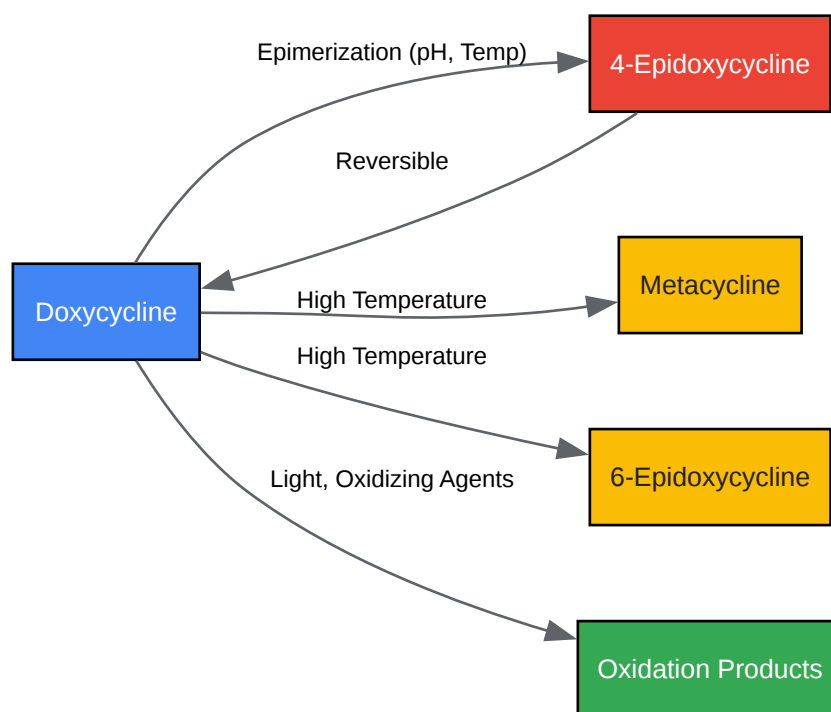 Epimerization (pH, Temp)
4-Epidoxycycline
Reversible
Doxycycline
High Temperature
Metacycline
High Temperature
6-Epidoxycycline
Light, Oxidizing Agents
Oxidation Products